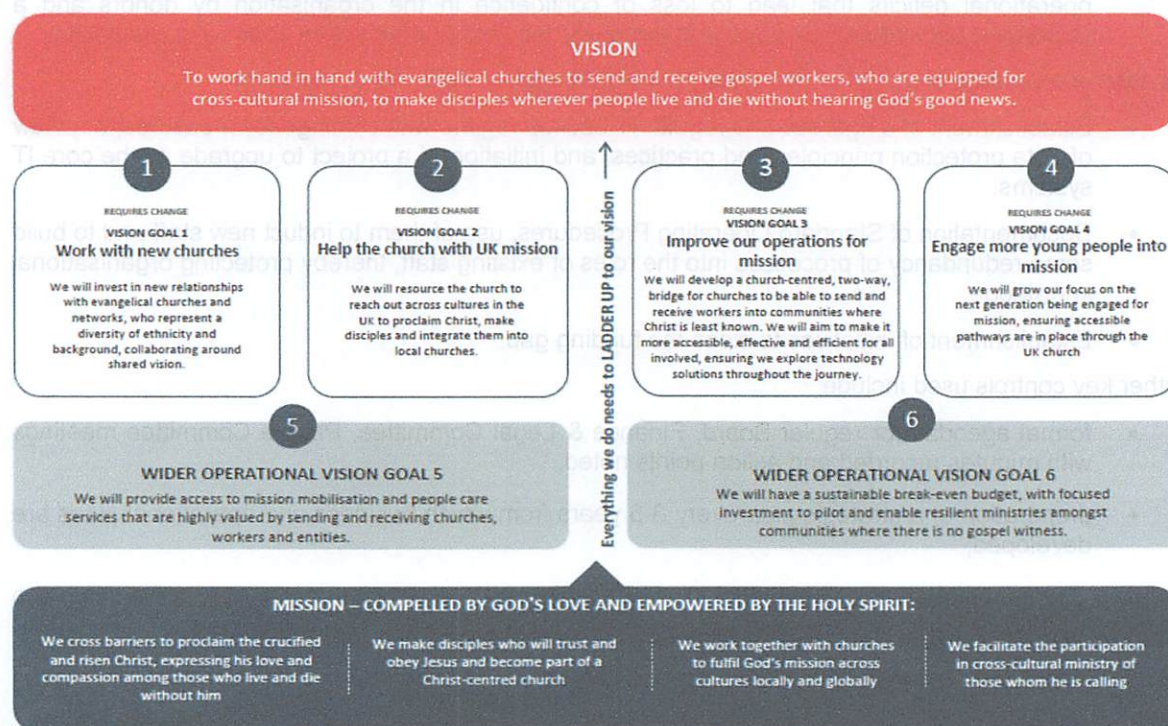 VISION
To work hand in hand with evangelical churches to send and receive gospel workers, who are equipped for
cross-cultural mission, to make disciples wherever people live and die without hearing God's good news.
1
REQUIRES CHANGE
VISION GOAL 1
Work with new churches
We will invest in new relationships
with evangelical churches and
networks, who represent a
diversity of ethnicity and
background, collaborating around
shared vision.
2
REQUIRES CHANGE
VISION GOAL 2
Help the church with UK mission
We will resource the church to
reach out across cultures in the
UK to proclaim Christ, make
disciples and integrate them into
local churches.
Everything we do needs to LADDER UP to our vision
3
REQUIRES CHANGE
VISION GOAL 3
Improve our operations for
mission
We will develop a church-centred, two-way,
bridge for churches to be able to send and
receive workers into communities where
Christ is least known. We will aim to make it
more accessible, effective and efficient for all
involved, ensuring we explore technology
solutions throughout the journey.
4
REQUIRES CHANGE
VISION GOAL 4
Engage more young people into
mission
We will grow our focus on the
next generation being engaged for
mission, ensuring accessible
pathways are in place through the
UK church
5
WIDER OPERATIONAL VISION GOAL 5
We will provide access to mission mobilisation and people care
services that are highly valued by sending and receiving churches,
workers and entities.
6
WIDER OPERATIONAL VISION GOAL 6
We will have a sustainable break-even budget, with focused
investment to pilot and enable resilient ministries amongst
communities where there is no gospel witness.
MISSION – COMPELLED BY GOD'S LOVE AND EMPOWERED BY THE HOLY SPIRIT:
We cross barriers to proclaim the crucified
and risen Christ, expressing his love and
compassion among those who live and die
without him
We make disciples who will trust and
obey Jesus and become part of a
Christ-centred church
We work together with churches
to fulfil God's mission across
cultures locally and globally
We facilitate the participation
in cross-cultural ministry of
those whom he is calling